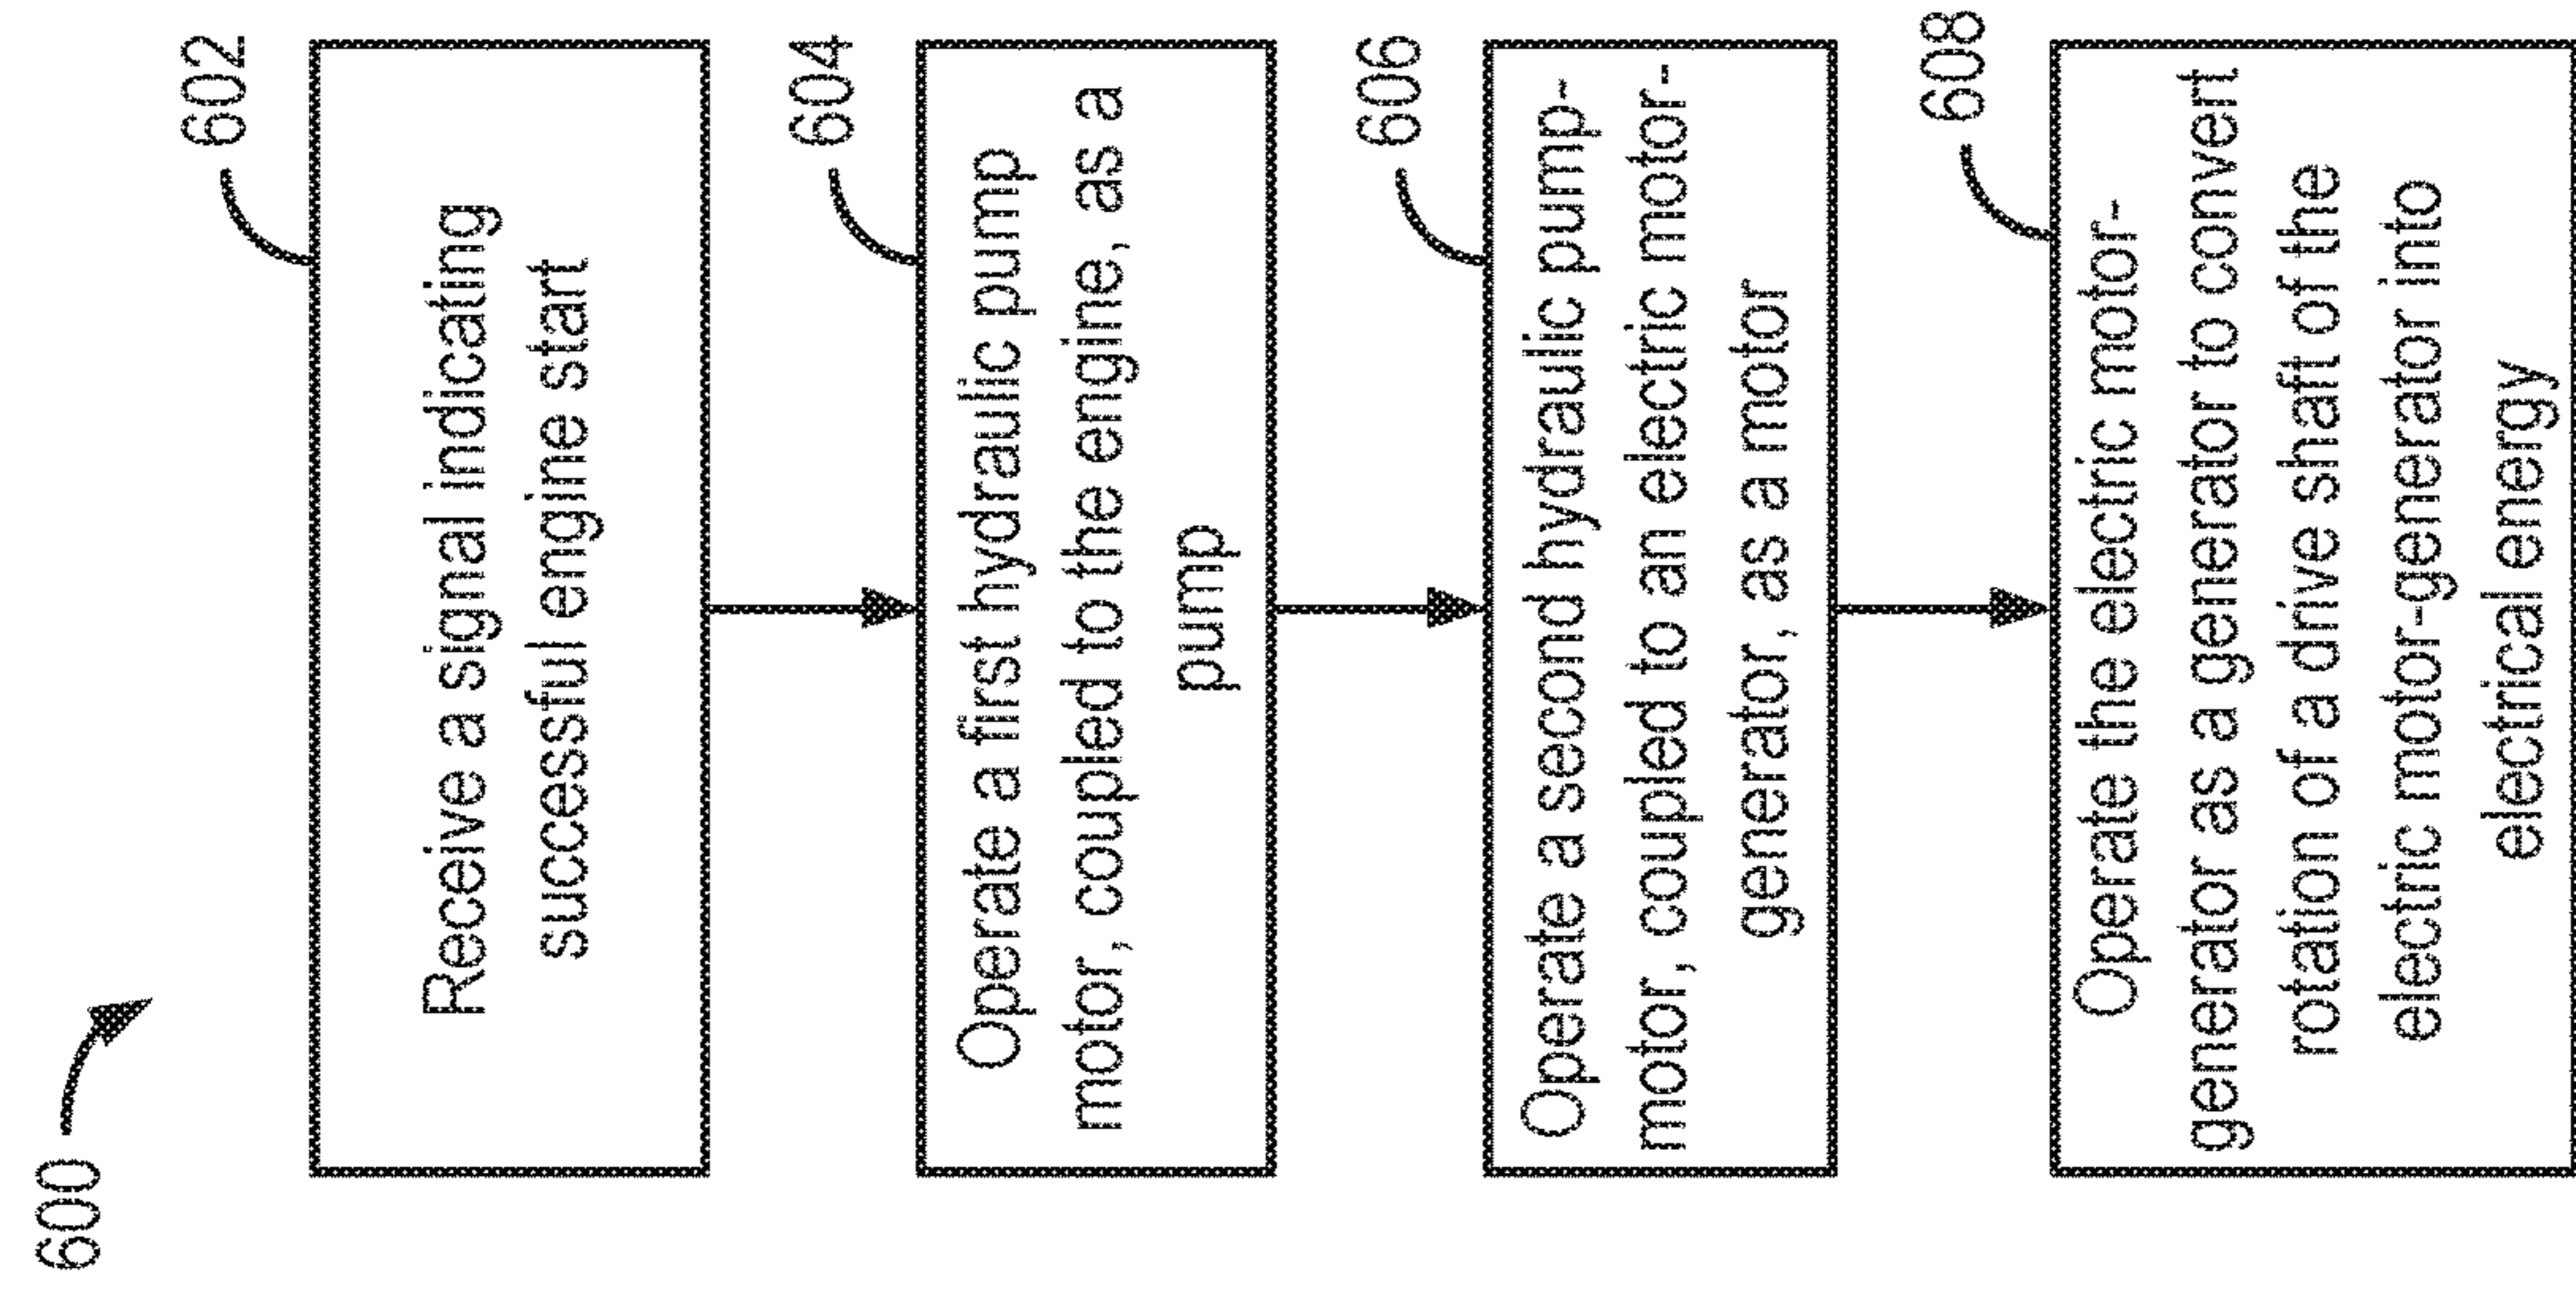 600
602
Receive a signal indicating
successful engine start
604
Operate a first hydraulic pump
motor, coupled to the engine, as a
pump
606
Operate a second hydraulic pump-
motor, coupled to an electric motor-
generator, as a motor
608
Operate the electric motor-
generator as a generator to convert
rotation of a drive shaft of the
electric motor-generator into
electrical energy